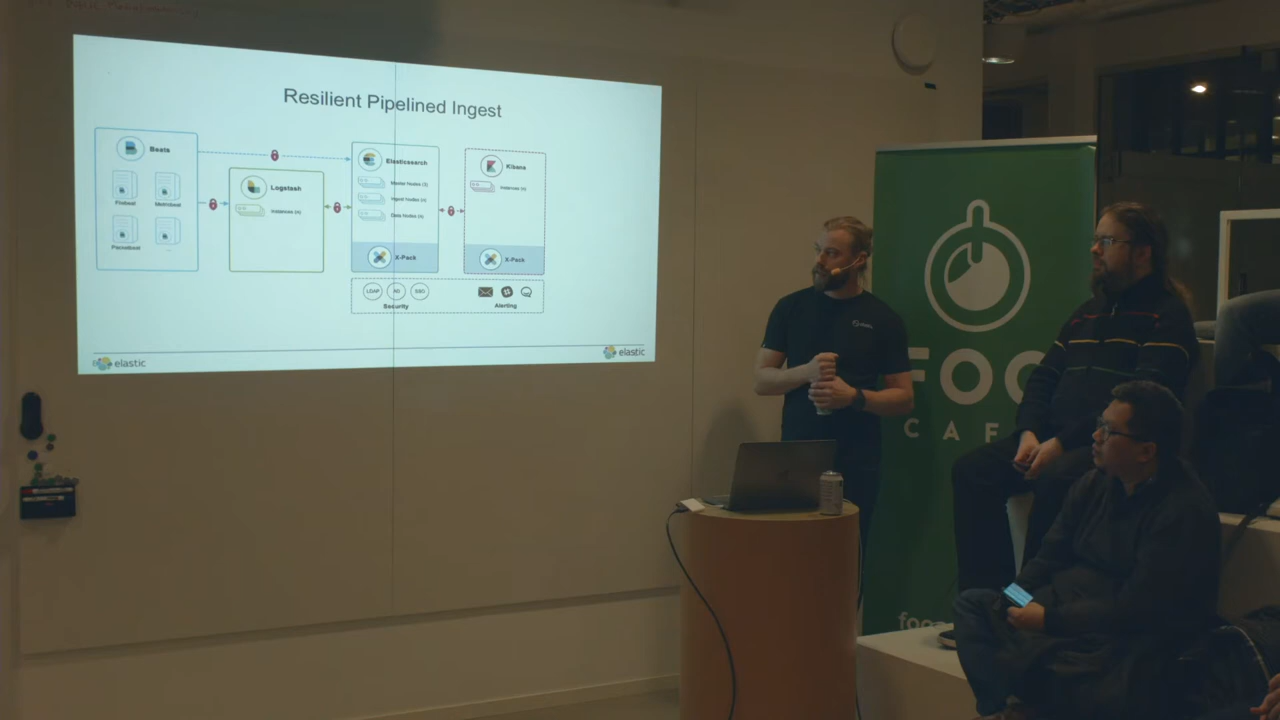 Resilient Pipelined Ingest
Beats
Filebeat
Metricbeat
Packetbeat
...
Logstash
Instances (n)
Elasticsearch
Master Nodes (3)
Ingest Nodes (n)
Data Nodes (n)
X-Pack
Kibana
Instances (n)
X-Pack
LDAP
AD
SSO
Security
Alerting
elastic
elastic
FOO
CAF
foo